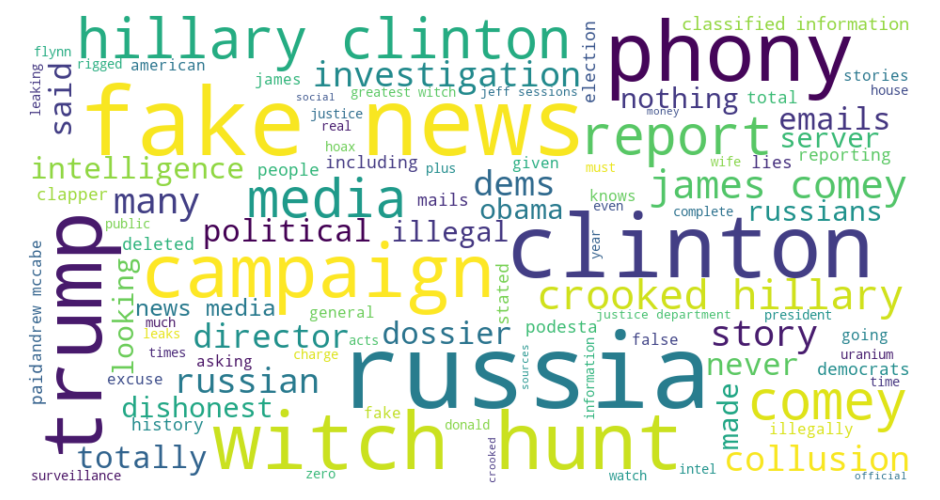 hillary clinton
classified information
phony
flynn
rigged
american
leaking
said
james
investigation
election
stories
house
social
greatest witch
jeff sessions
nothing
total
money
fake news
justice
real
report
emails
server
hoax
intelligence
people
including
plus
given
must
wife
lies
reporting
clapper
many
media
mails
dems
obama
knows
james comey
even
complete
russians
public
political
illegal
year
clinton
deleted
trump
looking
campaign
stated
crooked hillary
paidandrew mccabe
news media
general
podesta
justice department
president
much
leaks
director
acts
dossier
story
false
going
times
asking
charge
russia
sources
information
never
uranium
democrats
time
excuse
russian
dishonest
fake
made
comey
history
donald
witch hunt
illegally
totally
crooked
collusion
surveillance
zero
watch
intel
official